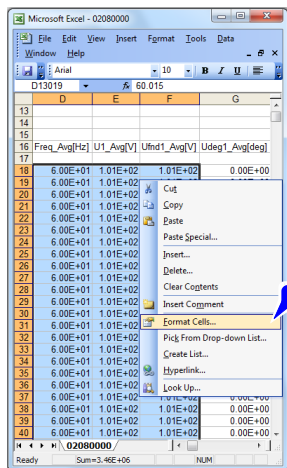 Microsoft Excel - 02080000
File Edit View Insert Format Tools Data
Window Help
Arial 10 B I U
D13019 fx 60.015
D E F G
13
14
15
16 Freq_Avg[Hz] U1_Avg[V] Ufnd1_Avg[V] Udeg1_Avg[deg]
17
18 6.00E+01 1.01E+02 1.01E+02 0.00E+00
19 6.00E+01 1.01E+02
20 6.00E+01 1.01E+02 Cut
21 6.00E+01 1.01E+02 Copy
22 6.00E+01 1.01E+02 Paste
23 6.00E+01 1.01E+02 Paste Special...
24 6.00E+01 1.01E+02
25 6.00E+01 1.01E+02 Insert...
26 6.00E+01 1.01E+02 Delete...
27 6.00E+01 1.01E+02 Clear Contents
28 6.00E+01 1.01E+02
29 6.00E+01 1.01E+02 Insert Comment
30 6.00E+01 1.01E+02
31 6.00E+01 1.01E+02 Format Cells...
32 6.00E+01 1.01E+02 Pick From Drop-down List...
33 6.00E+01 1.01E+02
34 6.00E+01 1.01E+02 Create List...
35 6.00E+01 1.01E+02 Hyperlink...
36 6.00E+01 1.01E+02
37 6.00E+01 1.01E+02 Look Up...
38 6.00E+01 1.01E+02 1.01E+02 0.00E+00
39 6.00E+01 1.01E+02 1.01E+02 0.00E+00
40 6.00E+01 1.01E+02 1.01E+02 0.00E+00
02080000
Ready Sum=3.46E+06 NUM